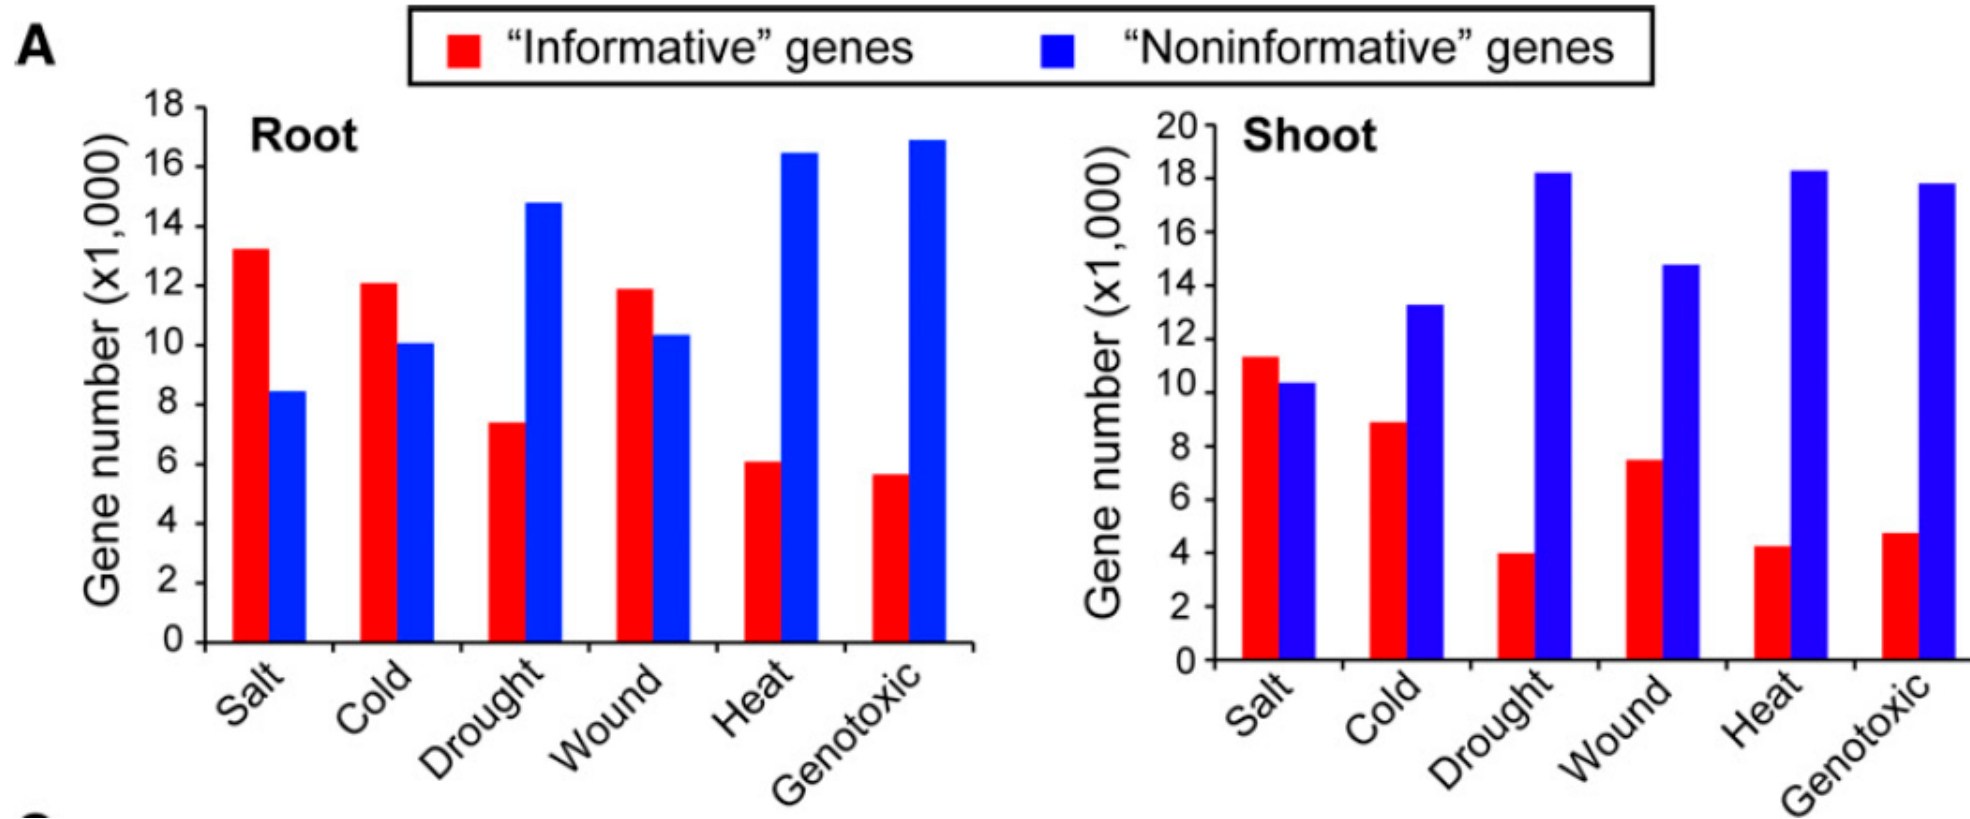 A
“Informative” genes
“Noninformative” genes
Root
Gene number (x1,000)
18
16
14
12
10
8
6
4
2
0
Salt
Cold
Drought
Wound
Heat
Genotoxic
Shoot
Gene number (x1,000)
20
18
16
14
12
10
8
6
4
2
0
Salt
Cold
Drought
Wound
Heat
Genotoxic